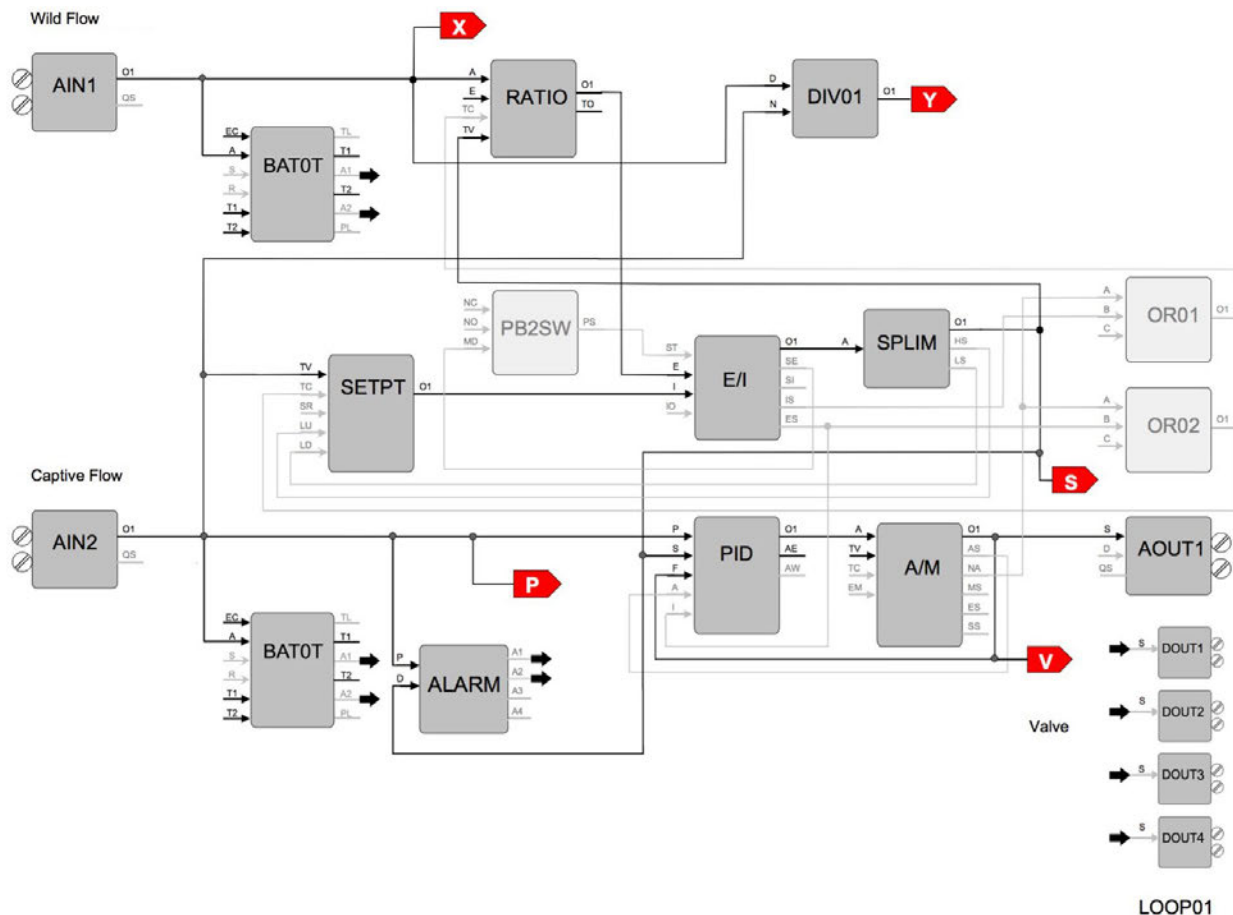 Wild Flow
X
AIN1
O1
QS
A
E
TC
TV
RATIO
O1
TO
D
N
DIV01
O1
Y
EC
A
S
R
T1
T2
BAT0T
TL
T1
A1
T2
A2
PL
NC
NO
MD
PB2SW
PS
ST
E
I
IO
E/I
O1
SE
SI
IS
ES
A
SPLIM
O1
HS
LS
A
B
C
OR01
O1
TV
TC
SR
LU
LD
SETPT
O1
A
B
C
OR02
O1
Captive Flow
S
AIN2
O1
QS
P
P
S
F
A
I
PID
O1
AE
AW
A
TV
TC
EM
A/M
O1
AS
NA
MS
ES
SS
S
D
QS
AOUT1
EC
A
S
R
T1
T2
BAT0T
TL
T1
A1
T2
A2
PL
P
D
ALARM
A1
A2
A3
A4
V
Valve
S
DOUT1
S
DOUT2
S
DOUT3
S
DOUT4
LOOP01